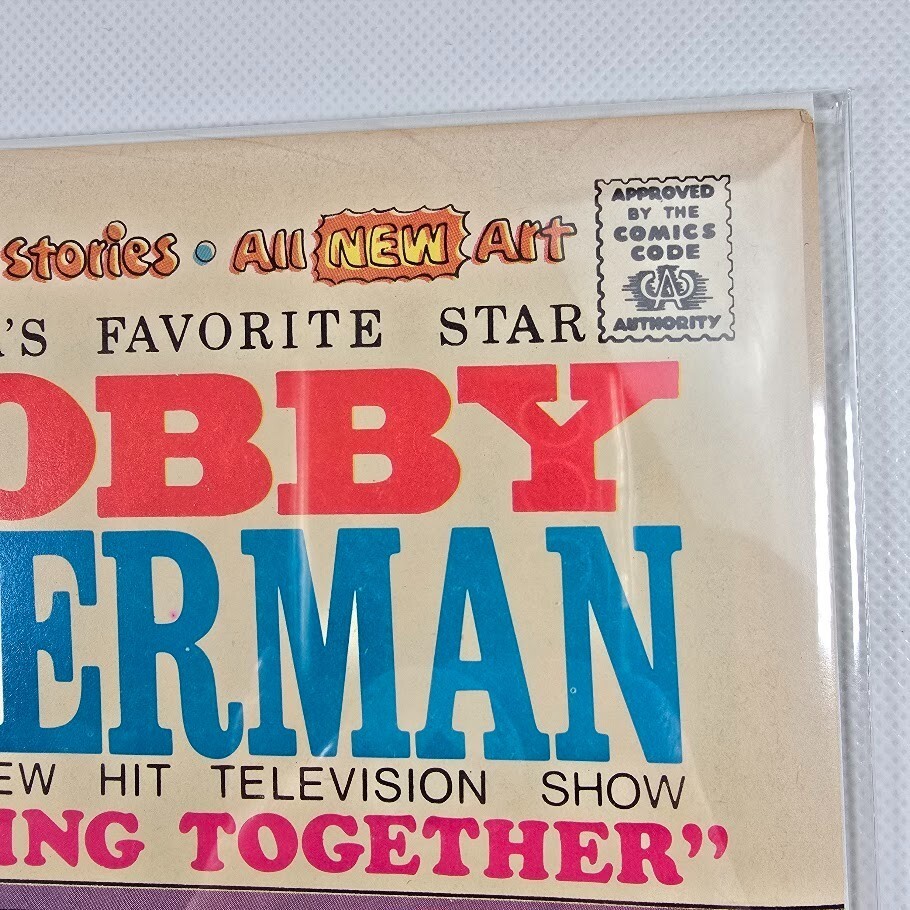 stories • All NEW Art
APPROVED
BY THE
COMICS
CODE
CA
AUTHORITY
'S FAVORITE STAR
OBBY
ERMAN
EW HIT TELEVISION SHOW
ING TOGETHER”